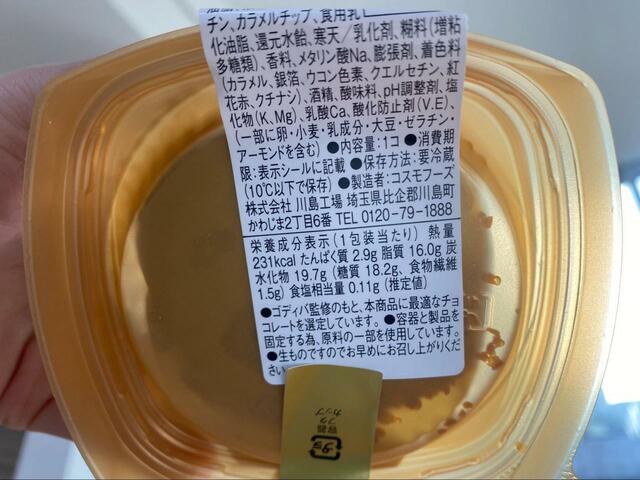 チン、カラメルチップ、食用乳
化油脂、還元水飴、寒天／乳化剤、糊料（増粘
多糖類）、香料、メタリン酸Na、膨張剤、着色料
（カラメル、銀箔、ウコン色素、クエルセチン、紅
花赤、クチナシ）、酒精、酸味料、pH調整剤、塩
化物（K、Mg）、乳酸Ca、酸化防止剤（V.E）、
（一部に卵・小麦・乳成分・大豆・ゼラチン・
アーモンドを含む） ●内容量：1コ ●消費期
限：表示シールに記載 ●保存方法：要冷蔵
（10℃以下で保存） ●製造者：コスモフーズ
株式会社 川島工場 埼玉県比企郡川島町
かわじま2丁目6番 TEL 0120-79-1888
栄養成分表示（1包装当たり） 熱量
231kcal たんぱく質 2.9g 脂質 16.0g 炭
水化物 19.7g（糖質 18.2g、食物繊維
1.5g）食塩相当量 0.11g（推定値）
●ゴディバ監修のもと、本商品に最適なチョ
コレートを選定しています。 ●容器と製品を
固定する為、原料の一部を使用しています。
●生ものですのでお早めにお召し上がりくだ
さい
容器 フタ
カップ
プラ